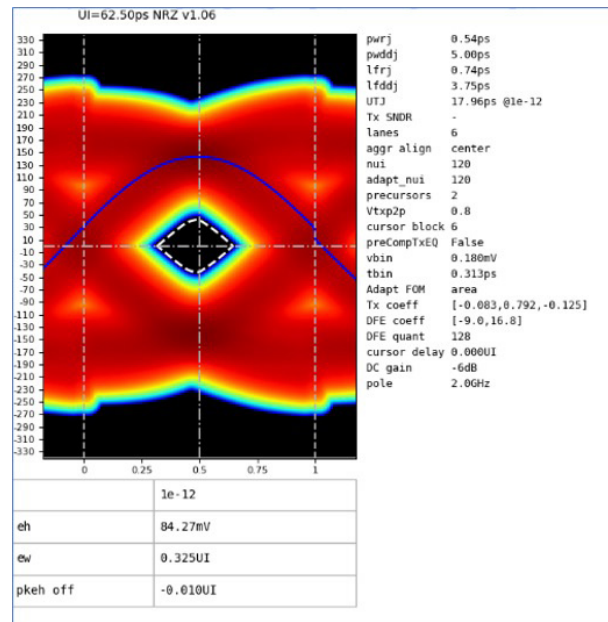 UI=62.50ps NRZ v1.06
330
310
290
270
250
230
210
190
170
150
130
110
90
70
50
30
10
-10
-30
-50
-70
-90
-110
-130
-150
-170
-190
-210
-230
-250
-270
-290
-310
-330
0 0.25 0.5 0.75 1
pwrj 0.54ps
pwddj 5.00ps
lfrj 0.74ps
lfddj 3.75ps
UTJ 17.96ps @1e-12
Tx SNDR -
lanes 6
aggr align center
nui 120
adapt_nui 120
precursors 2
Vtxp2p 0.8
cursor block 6
preCompTxEQ False
vbin 0.180mV
tbin 0.313ps
Adapt FOM area
Tx coeff [-0.083,0.792,-0.125]
DFE coeff [-9.0,16.8]
DFE quant 128
cursor delay 0.000UI
DC gain -6dB
pole 2.0GHz
1e-12
eh 84.27mV
ew 0.325UI
pkeh off -0.010UI